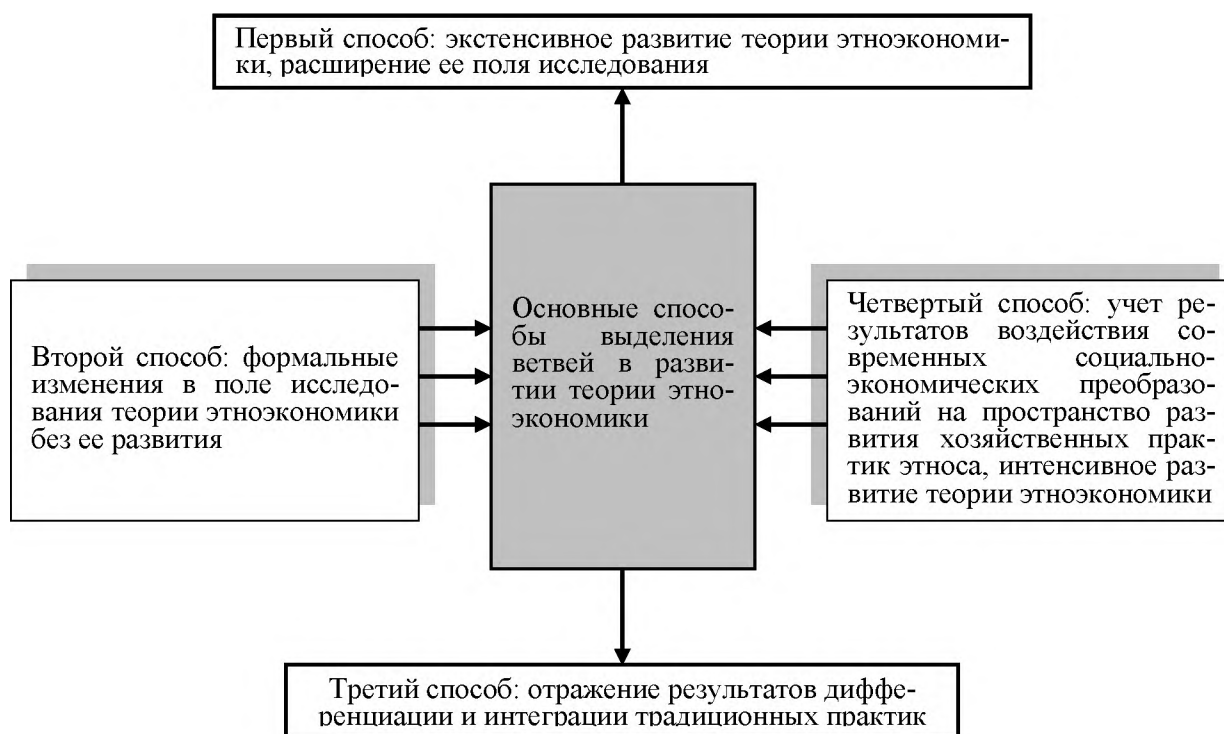 Первый способ: экстенсивное развитие теории этноэкономи-
ки, расширение ее поля исследования
Второй способ: формальные
изменения в поле исследо-
вания теории этноэкономики
без ее развития
Основные спосо-
бы выделения
ветвей в разви-
тии теории этно-
экономики
Четвертый способ: учет ре-
зультатов воздействия со-
временных социально-
экономических преобразо-
ваний на пространство раз-
вития хозяйственных прак-
тик этноса, интенсивное раз-
витие теории этноэкономики
Третий способ: отражение результатов диффе-
ренциации и интеграции традиционных практик